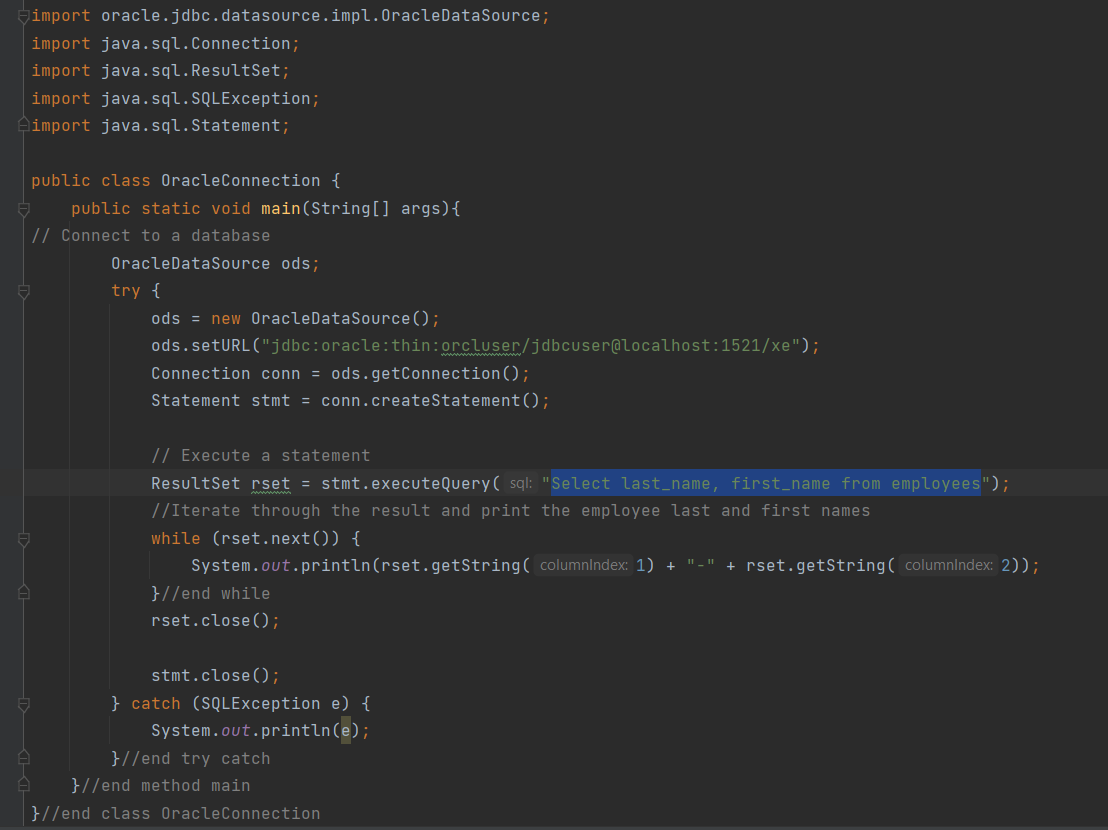 import oracle.jdbc.datasource.impl.OracleDataSource;
import java.sql.Connection;
import java.sql.ResultSet;
import java.sql.SQLException;
import java.sql.Statement;

public class OracleConnection {
    public static void main(String[] args){
// Connect to a database
        OracleDataSource ods;
        try {
            ods = new OracleDataSource();
            ods.setURL("jdbc:oracle:thin:orcluser/jdbcuser@localhost:1521/xe");
            Connection conn = ods.getConnection();
            Statement stmt = conn.createStatement();

            // Execute a statement
            ResultSet rset = stmt.executeQuery( sql: "Select last_name, first_name from employees");
            //Iterate through the result and print the employee last and first names
            while (rset.next()) {
                System.out.println(rset.getString( columnIndex: 1) + "-" + rset.getString( columnIndex: 2));
            }//end while
            rset.close();

            stmt.close();
        } catch (SQLException e) {
            System.out.println(e);
        }//end try catch
    }//end method main
}//end class OracleConnection